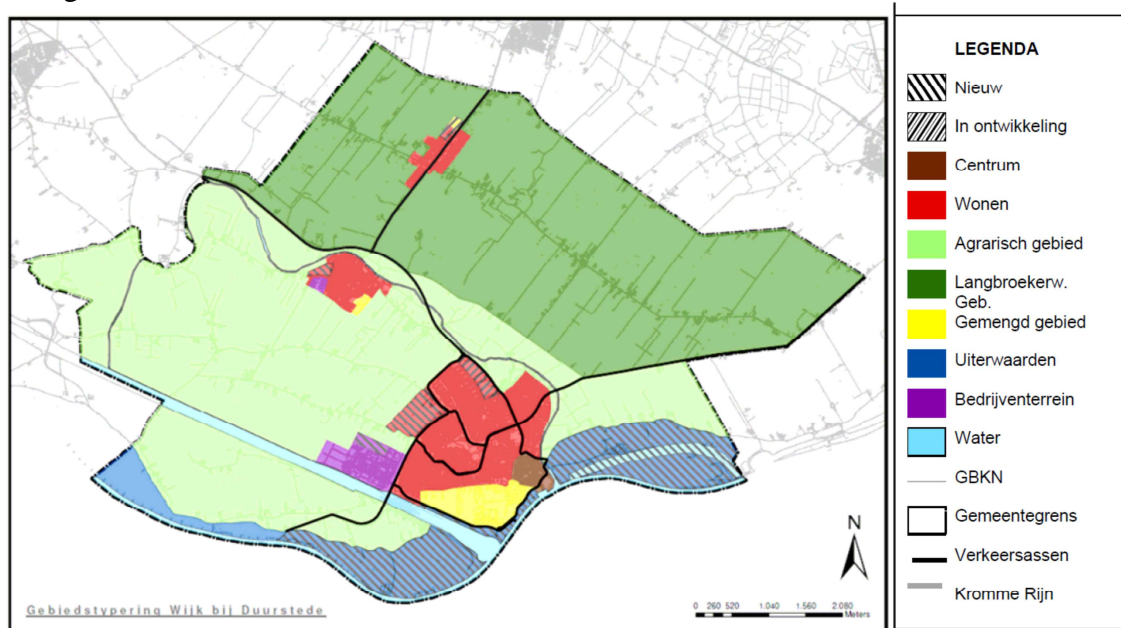 LEGENDA
Nieuw
In ontwikkeling
Centrum
Wonen
Agrarisch gebied
Langbroekerw.
Geb.
Gemengd gebied
Uiterwaarden
Bedrijventerrein
Water
GBKN
Gemeentegrens
Verkeersassen
Kromme Rijn
N
Gebiedstypering Wijk bij Duurstede
0 260 520 1.040 1.560 2.080
Meters